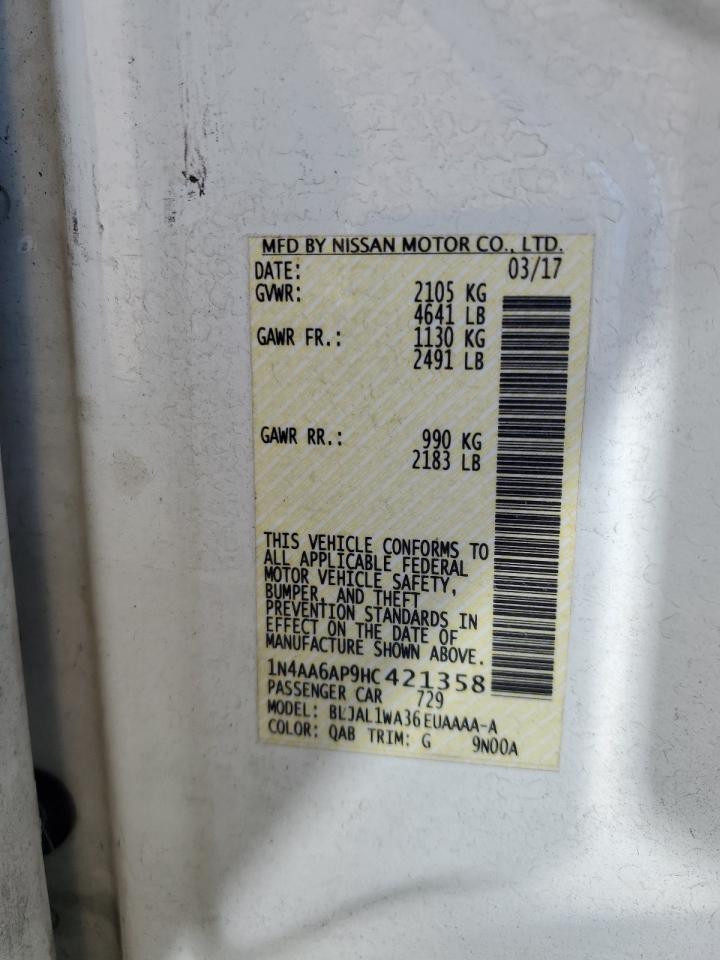 MFD BY NISSAN MOTOR CO., LTD.
DATE: 03/17
GVWR: 2105 KG
4641 LB
GAWR FR.: 1130 KG
2491 LB
GAWR RR.: 990 KG
2183 LB
THIS VEHICLE CONFORMS TO
ALL APPLICABLE FEDERAL
MOTOR VEHICLE SAFETY,
BUMPER, AND THEFT
PREVENTION STANDARDS IN
EFFECT ON THE DATE OF
MANUFACTURE SHOWN ABOVE.
1N4AA6AP9HC421358
PASSENGER CAR 729
MODEL: BLJAL1WA36EUAAAA-A
COLOR: QAB TRIM: G 9N00A